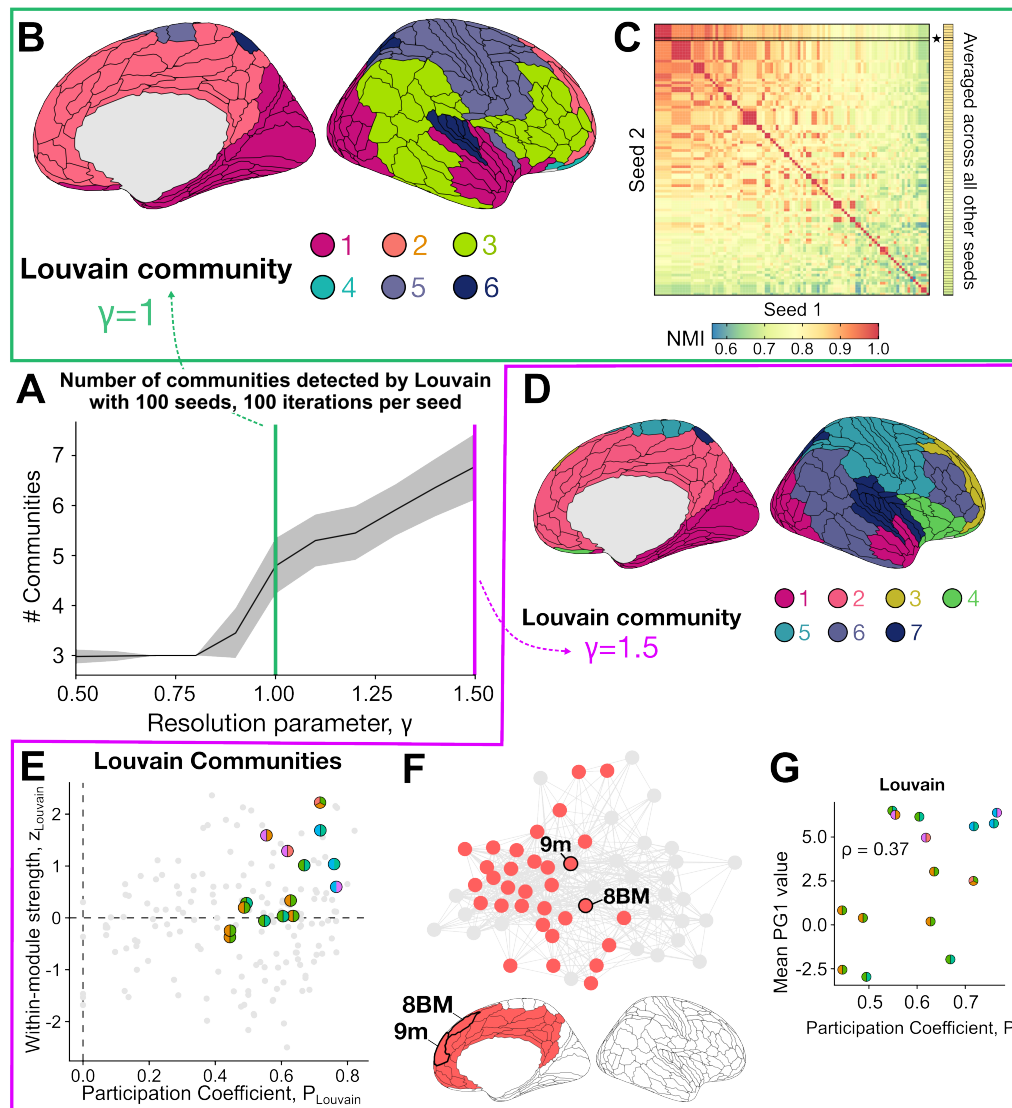 B
Louvain community
γ=1
1 2 3
4 5 6
C
Seed 2
★
Averaged across all other seeds
Seed 1
NMI
0.6 0.7 0.8 1.0
A
Number of communities detected by Louvain
with 100 seeds, 100 iterations per seed
# Communities
7
6
5
4
3
0.50 0.75 1.00 1.25 1.50
Resolution parameter, γ
D
Louvain community
γ=1.5
1 2 3 4
5 6 7
E
Louvain Communities
Within-module strength, zLouvain
2
1
0
-1
-2
0.0 0.2 0.4 0.6 0.8
Participation Coefficient, PLouvain
F
9m
8BM
8BM
9m
G
Louvain
ρ = 0.37
Mean PG1 value
5.0
2.5
0.0
-2.5
0.5 0.6 0.7
Participation Coefficient, P